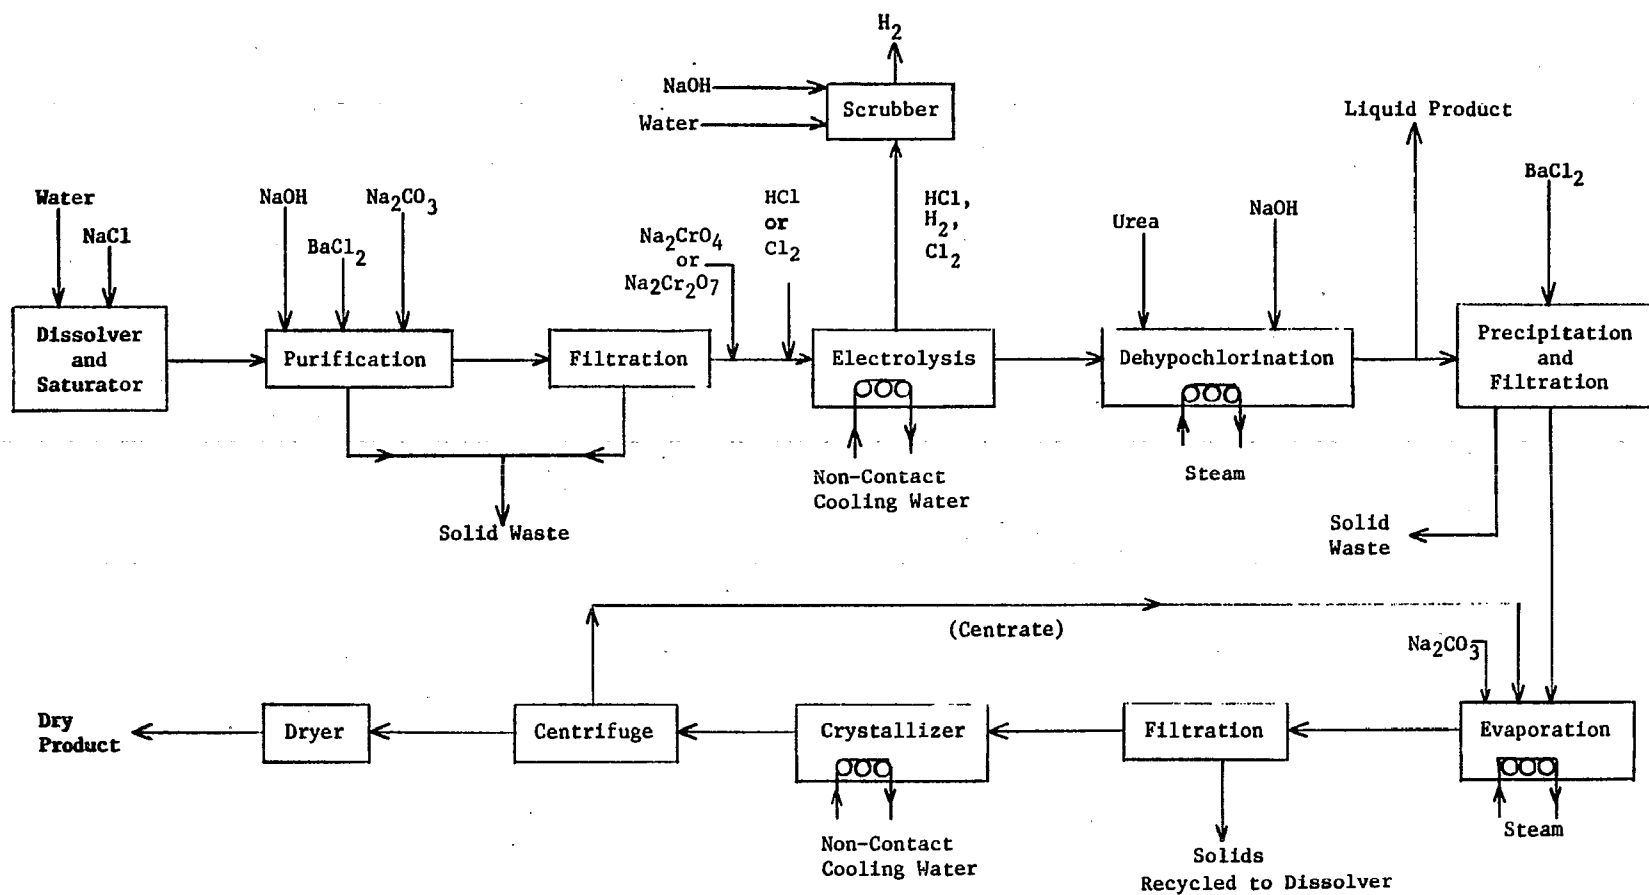 H2
NaOH
Water
Scrubber
Liquid Product
Water
NaCl
NaOH
BaCl2
Na2CO3
Na2CrO4
or
Na2Cr2O7
HCl
or
Cl2
HCl,
H2,
Cl2
Urea
NaOH
BaCl2
Dissolver
and
Saturator
Purification
Filtration
Electrolysis
Dehypochlorination
Precipitation
and
Filtration
Non-Contact
Cooling Water
Steam
Solid Waste
Solid
Waste
(Centrate)
Na2CO3
Dry
Product
Dryer
Centrifuge
Crystallizer
Filtration
Evaporation
Non-Contact
Cooling Water
Steam
Solids
Recycled to Dissolver